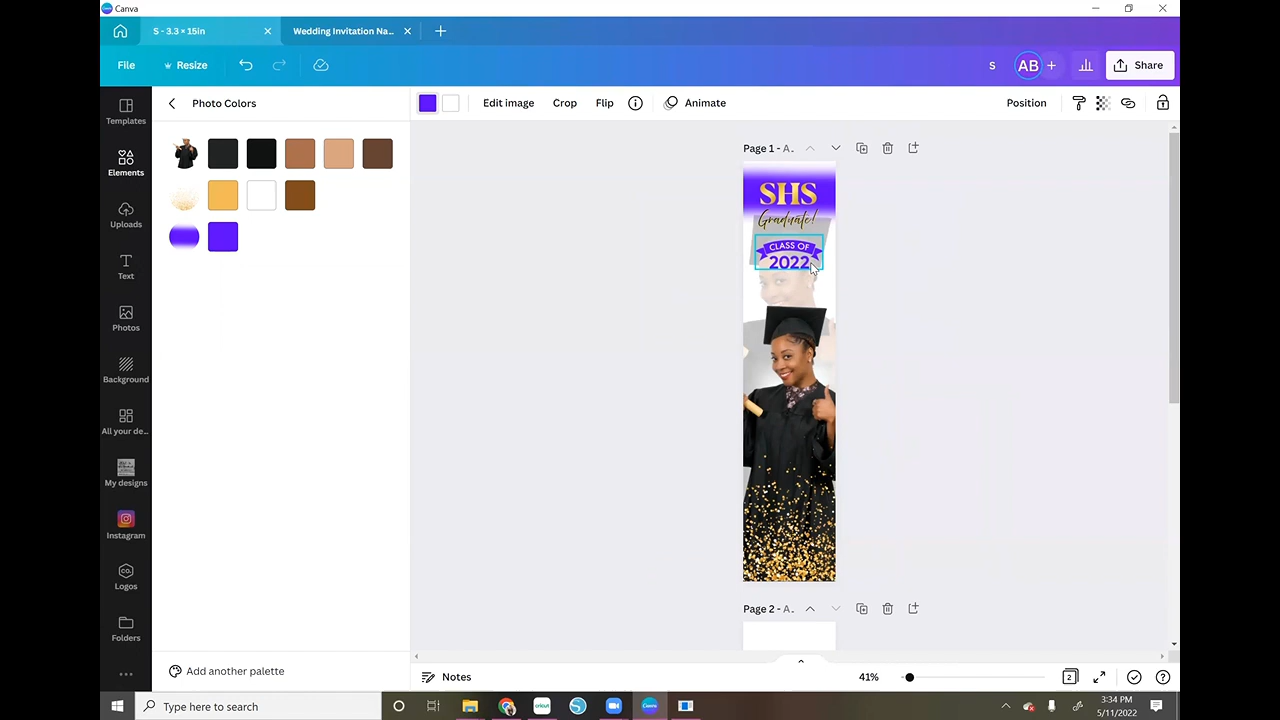 Canva
S - 3.3 × 15in
Wedding Invitation Na...
File
Resize
S
AB
Share
Photo Colors
Edit image
Crop
Flip
Animate
Position
Templates
Elements
Uploads
Text
Photos
Background
All your de...
My designs
Instagram
CO.
Logos
Folders
Page 1 - A..
SHS
Graduate!
CLASS OF
2022
Page 2 - A..
Add another palette
Notes
41%
2
Type here to search
cricut
Canva
3:34 PM
5/11/2022